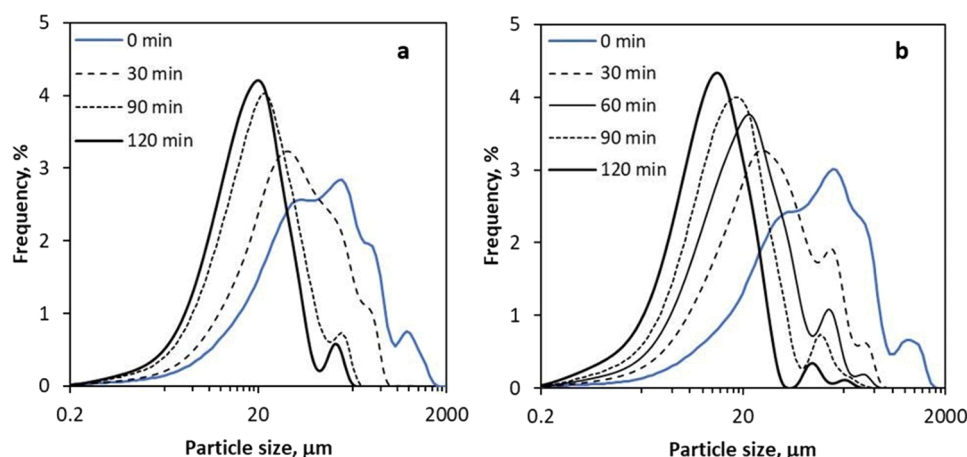 a
5
4
3
2
1
0
Frequency, %
0 min
30 min
90 min
120 min
0.2
20
2000
Particle size, µm
b
5
4
3
2
1
0
Frequency, %
0 min
30 min
60 min
90 min
120 min
0.2
20
2000
Particle size, µm